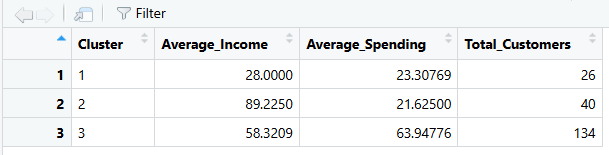 Filter
Cluster Average_Income Average_Spending Total_Customers
1 1 28.0000 23.30769 26
2 2 89.2250 21.62500 40
3 3 58.3209 63.94776 134